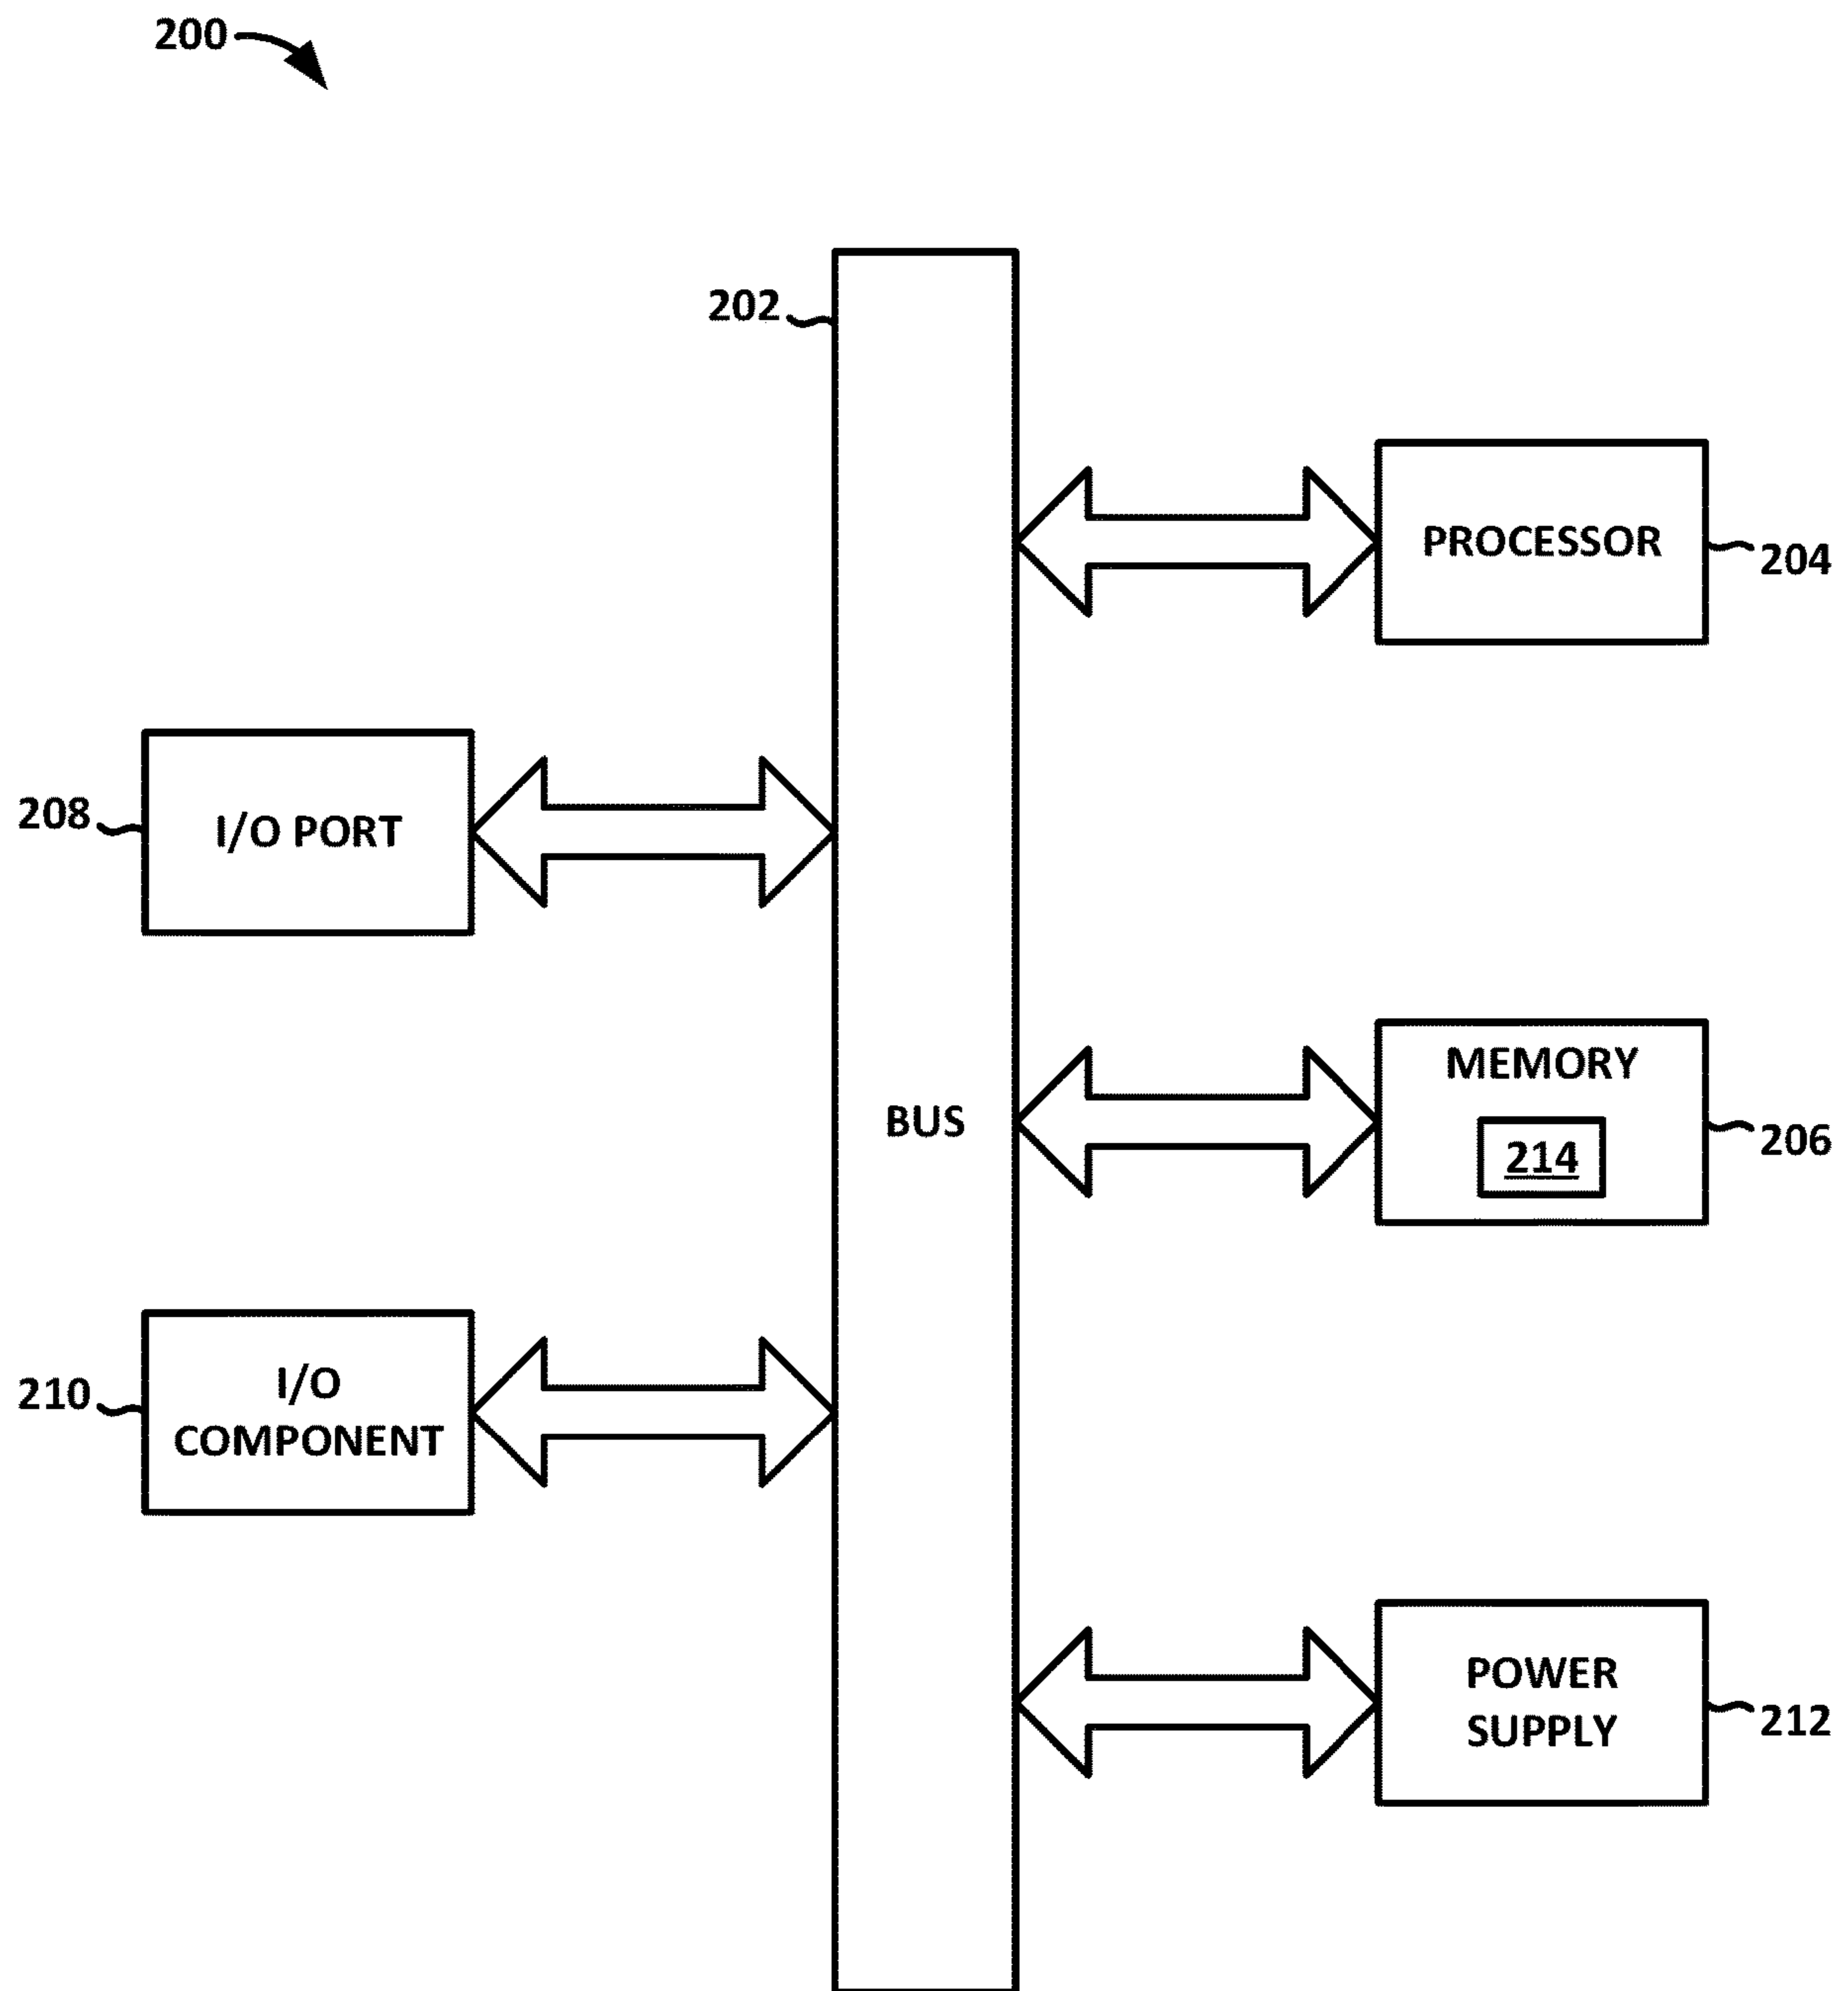 200
202
PROCESSOR
204
208
I/O PORT
MEMORY
214
206
BUS
210
I/O
COMPONENT
POWER
SUPPLY
212